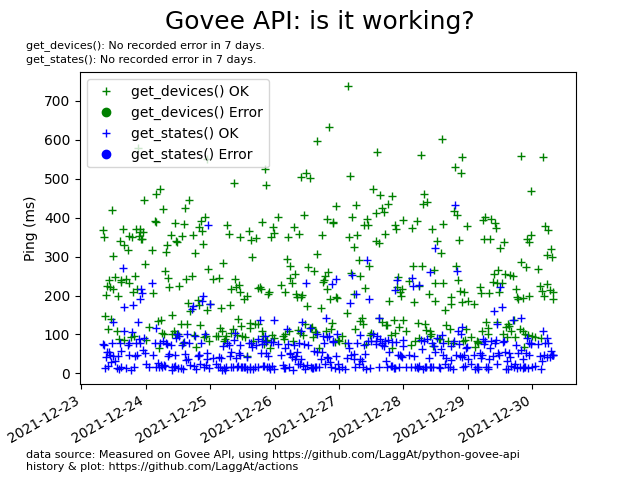 Govee API: is it working?
get_devices(): No recorded error in 7 days.
get_states(): No recorded error in 7 days.
get_devices() OK
get_devices() Error
get_states() OK
get_states() Error
Ping (ms)
700
600
500
400
300
200
100
0
2021-12-23
2021-12-24
2021-12-25
2021-12-26
2021-12-27
2021-12-28
2021-12-29
2021-12-30
data source: Measured on Govee API, using https://github.com/LaggAt/python-govee-api
history & plot: https://github.com/LaggAt/actions